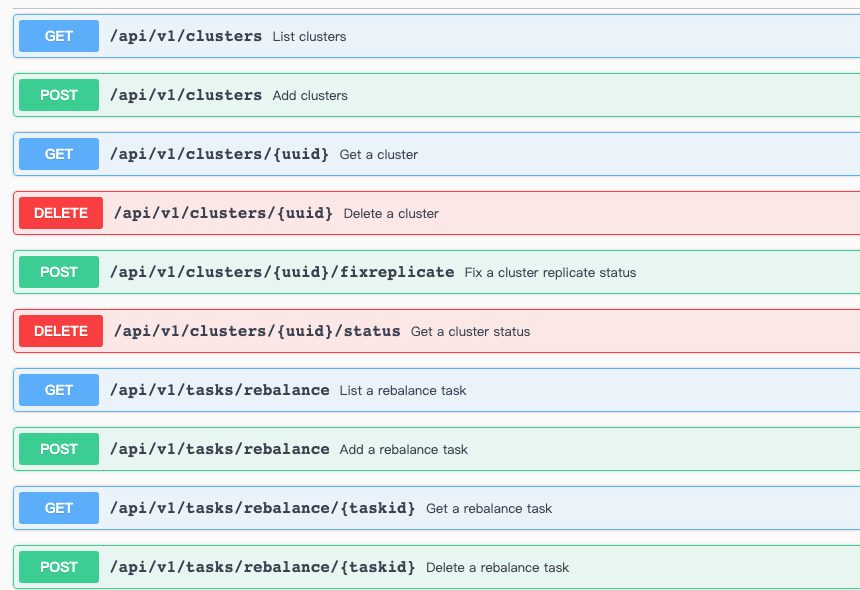 GET /api/v1/clusters List clusters
POST /api/v1/clusters Add clusters
GET /api/v1/clusters/{uuid} Get a cluster
DELETE /api/v1/clusters/{uuid} Delete a cluster
POST /api/v1/clusters/{uuid}/fixreplicate Fix a cluster replicate status
DELETE /api/v1/clusters/{uuid}/status Get a cluster status
GET /api/v1/tasks/rebalance List a rebalance task
POST /api/v1/tasks/rebalance Add a rebalance task
GET /api/v1/tasks/rebalance/{taskid} Get a rebalance task
POST /api/v1/tasks/rebalance/{taskid} Delete a rebalance task